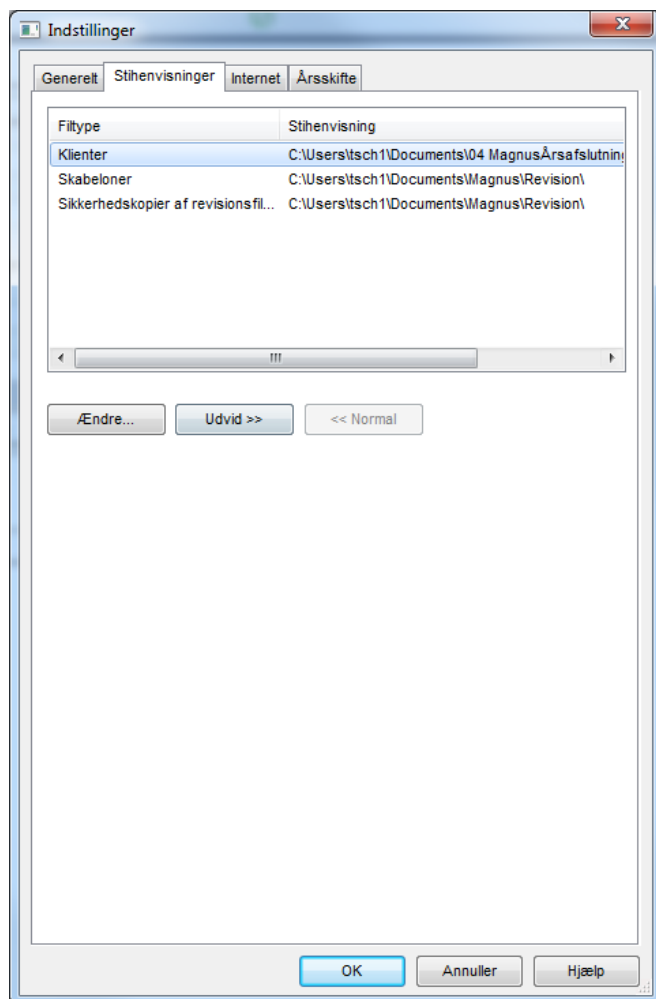 Indstillinger
Generelt Stihenvisninger Internet Årsskifte
Filtype Stihenvisning
Klienter C:\Users\tsch1\Documents\04 MagnusÅrsafslutning
Skabeloner C:\Users\tsch1\Documents\Magnus\Revision\
Sikkerhedskopier af revisionsfil... C:\Users\tsch1\Documents\Magnus\Revision\
Ændre... Udvid >> << Normal
OK Annuller Hjælp